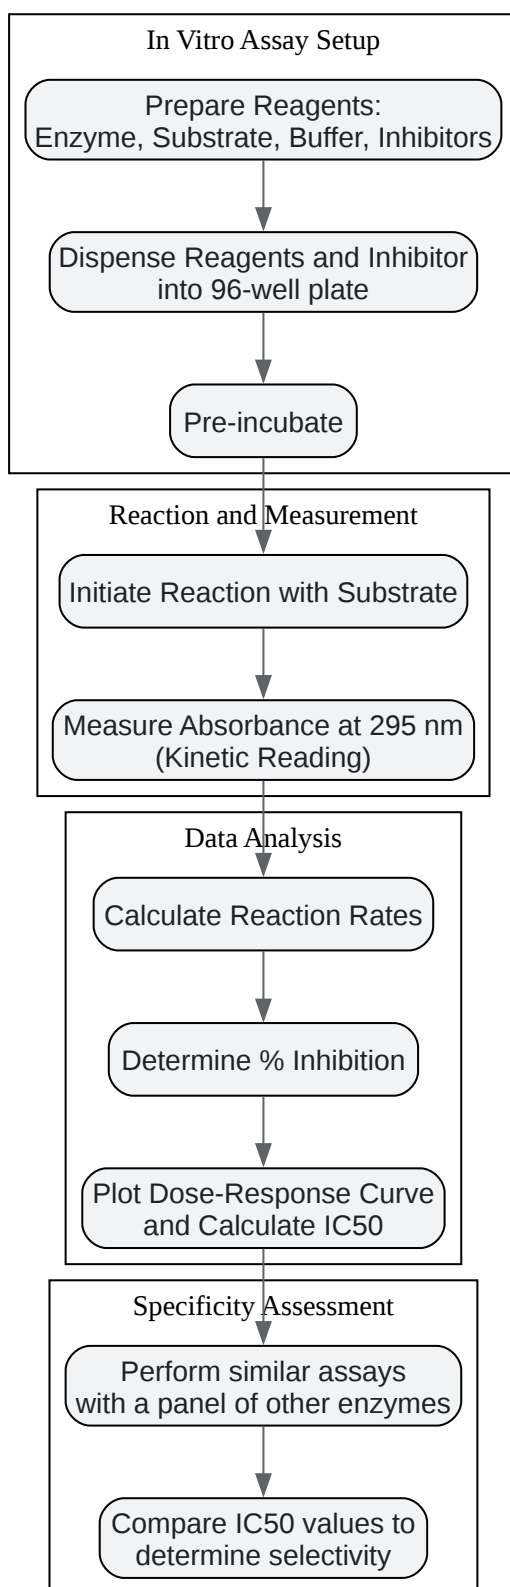 In Vitro Assay Setup
Prepare Reagents:
Enzyme, Substrate, Buffer, Inhibitors
Dispense Reagents and Inhibitor
into 96-well plate
Pre-incubate
Reaction and Measurement
Initiate Reaction with Substrate
Measure Absorbance at 295 nm
(Kinetic Reading)
Data Analysis
Calculate Reaction Rates
Determine % Inhibition
Plot Dose-Response Curve
and Calculate IC50
Specificity Assessment
Perform similar assays
with a panel of other enzymes
Compare IC50 values to
determine selectivity